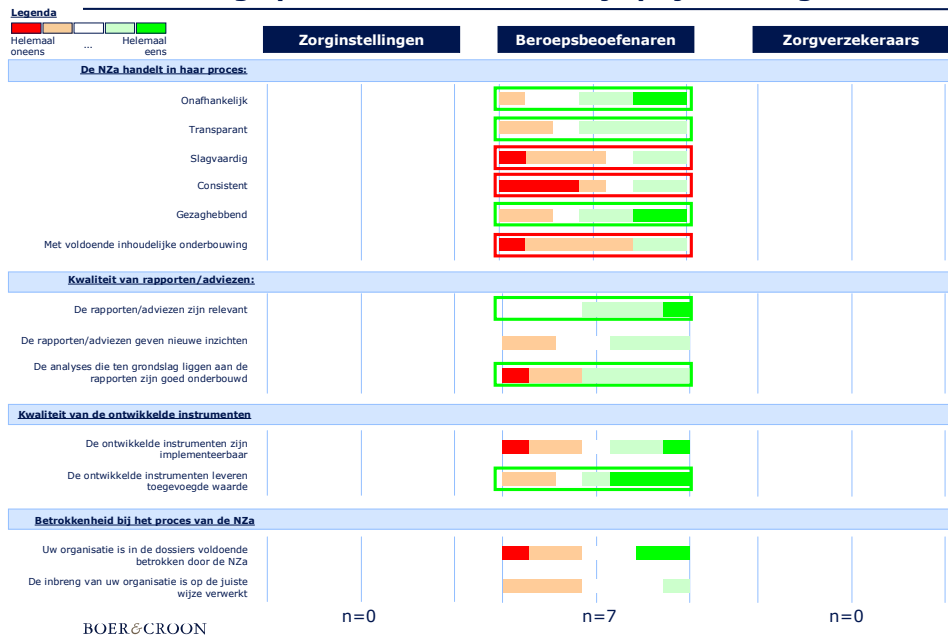 Legenda
Helemaal oneens
...
Helemaal eens
Zorginstellingen
Beroepsbeoefenaren
Zorgverzekeraars
De NZa handelt in haar proces:
Onafhankelijk
Transparant
Slagvaardig
Consistent
Gezaghebbend
Met voldoende inhoudelijke onderbouwing
Kwaliteit van rapporten/adviezen:
De rapporten/adviezen zijn relevant
De rapporten/adviezen geven nieuwe inzichten
De analyses die ten grondslag liggen aan de
rapporten zijn goed onderbouwd
Kwaliteit van de ontwikkelde instrumenten
De ontwikkelde instrumenten zijn
implementeerbaar
De ontwikkelde instrumenten leveren
toegevoegde waarde
Betrokkenheid bij het proces van de NZa
Uw organisatie is in de dossiers voldoende
betrokken door de NZa
De inbreng van uw organisatie is op de juiste
wijze verwerkt
n=0
n=7
n=0
BOER&CROON